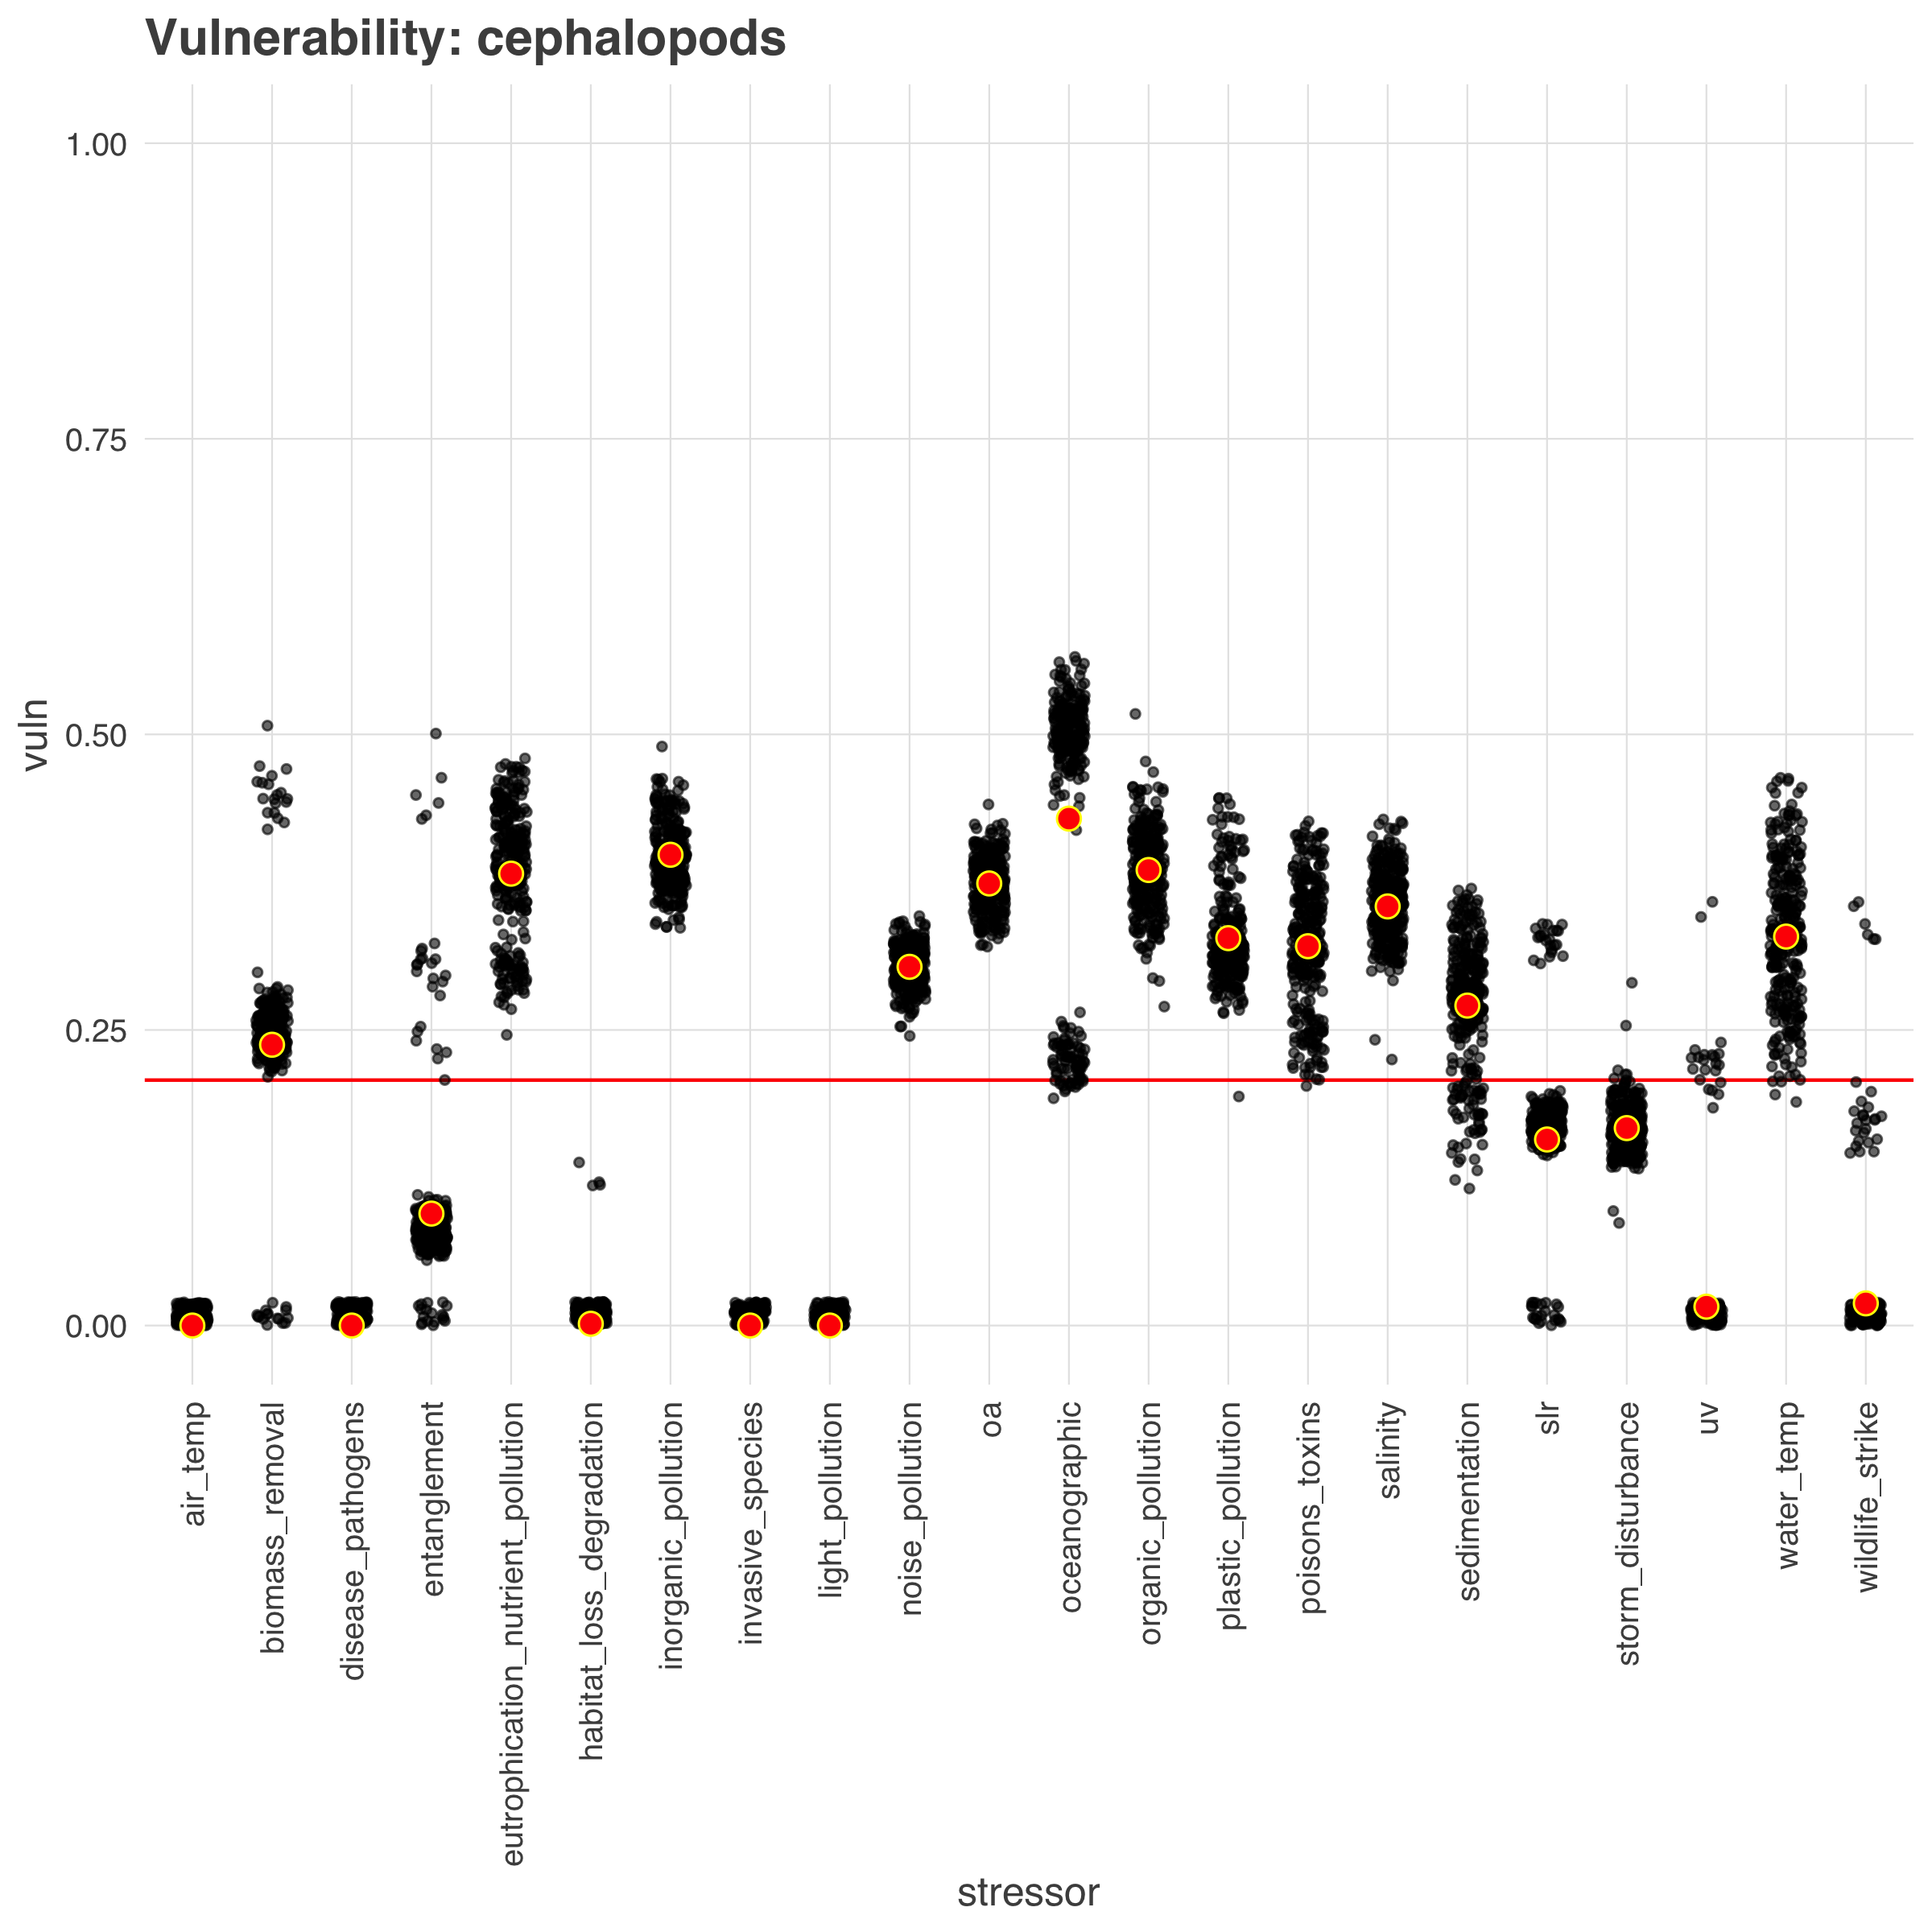 Vulnerability: cephalopods
1.00
0.75
0.50
0.25
0.00
vuln
air_temp
biomass_removal
disease_pathogens
entanglement
eutrophication_nutrient_pollution
habitat_loss_degradation
inorganic_pollution
invasive_species
light_pollution
noise_pollution
oa
oceanographic
organic_pollution
plastic_pollution
poisons_toxins
salinity
sedimentation
slr
storm_disturbance
uv
water_temp
wildlife_strike
stressor